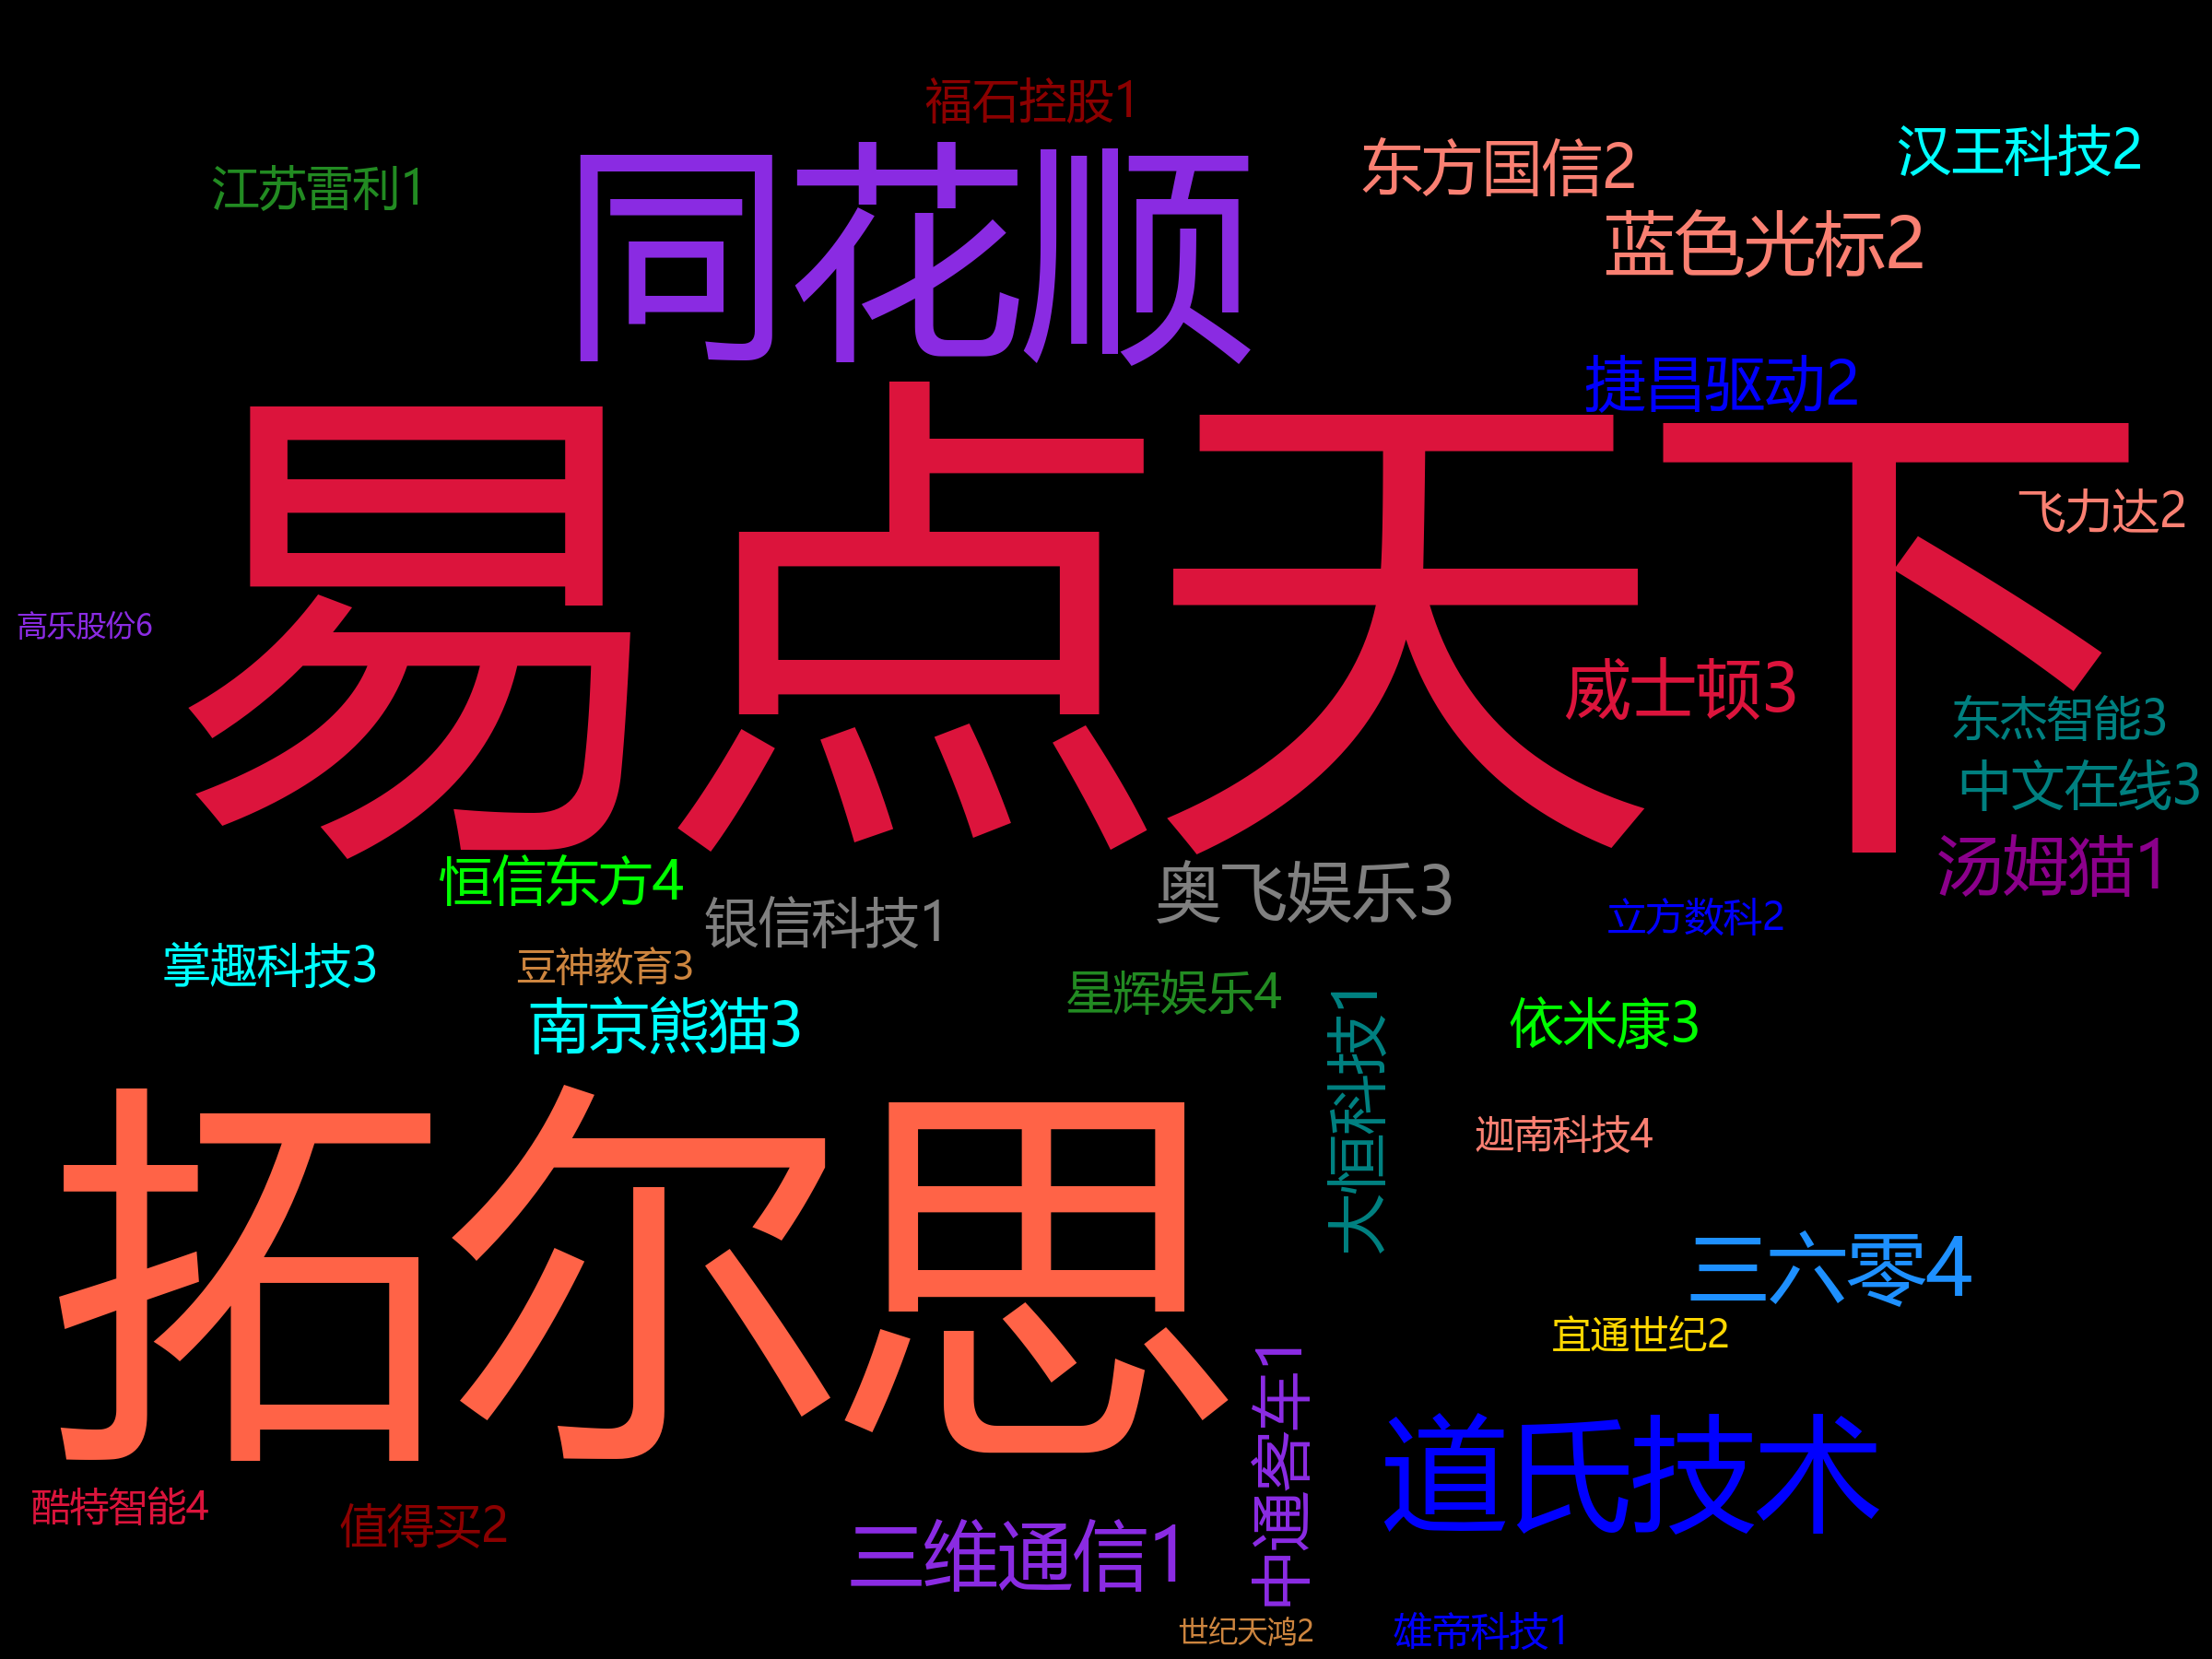 福石控股1
江苏雷利1
同花顺
东方国信2
汉王科技2
蓝色光标2
捷昌驱动2
易点天下
飞力达2
高乐股份6
威士顿3
东杰智能3
中文在线3
汤姆猫1
恒信东方4
银信科技1
奥飞娱乐3
立方数科2
掌趣科技3
豆神教育3
星辉娱乐4
南京熊猫3
依米康3
大恒科技1
迦南科技4
拓尔思
三六零4
宜通世纪2
中通客车1
道氏技术
酷特智能4
值得买2
三维通信1
世纪天鸿2
雄帝科技1